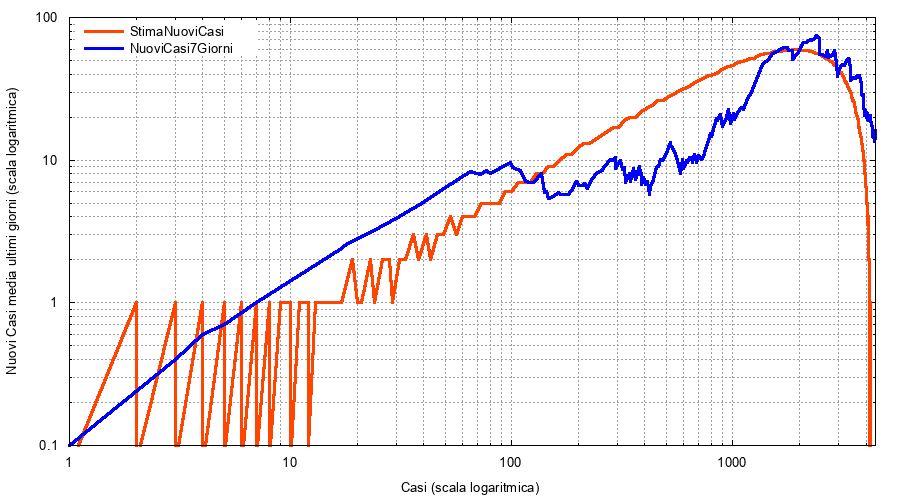 StimaNuoviCasi
NuoviCasi7Giorni
Nuovi Casi media ultimi giorni (scala logaritmica)
100
10
1
0.1
1 10 100 1000
Casi (scala logaritmica)